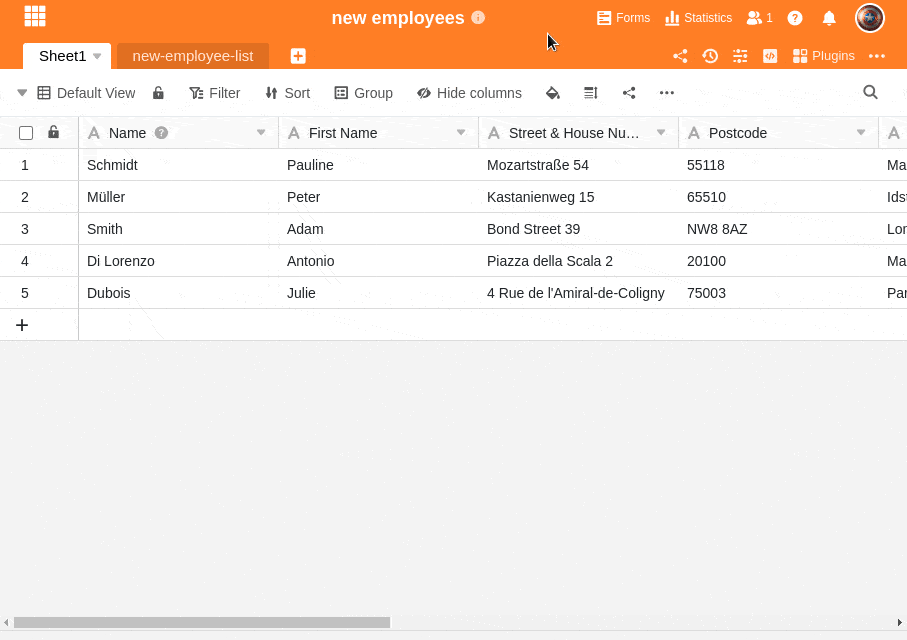 new employees
Forms
Statistics
1
Sheet1
new-employee-list
Plugins
Default View
Filter
Sort
Group
Hide columns
Name
First Name
Street & House Nu…
Postcode
1 Schmidt Pauline Mozartstraße 54 55118 Ma
2 Müller Peter Kastanienweg 15 65510 Ids
3 Smith Adam Bond Street 39 NW8 8AZ Lon
4 Di Lorenzo Antonio Piazza della Scala 2 20100 Ma
5 Dubois Julie 4 Rue de l'Amiral-de-Coligny 75003 Par